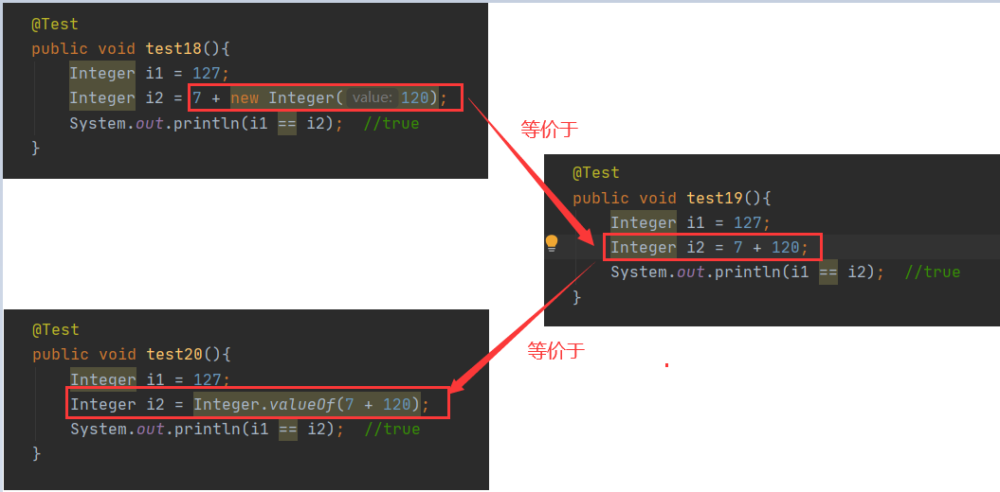 @Test
public void test18(){
Integer i1 = 127;
Integer i2 = 7 + new Integer( value: 120);
System.out.println(i1 == i2); //true
}
等价于
@Test
public void test19(){
Integer i1 = 127;
Integer i2 = 7 + 120;
System.out.println(i1 == i2); //true
}
等价于
@Test
public void test20(){
Integer i1 = 127;
Integer i2 = Integer.valueOf(7 + 120);
System.out.println(i1 == i2); //true
}